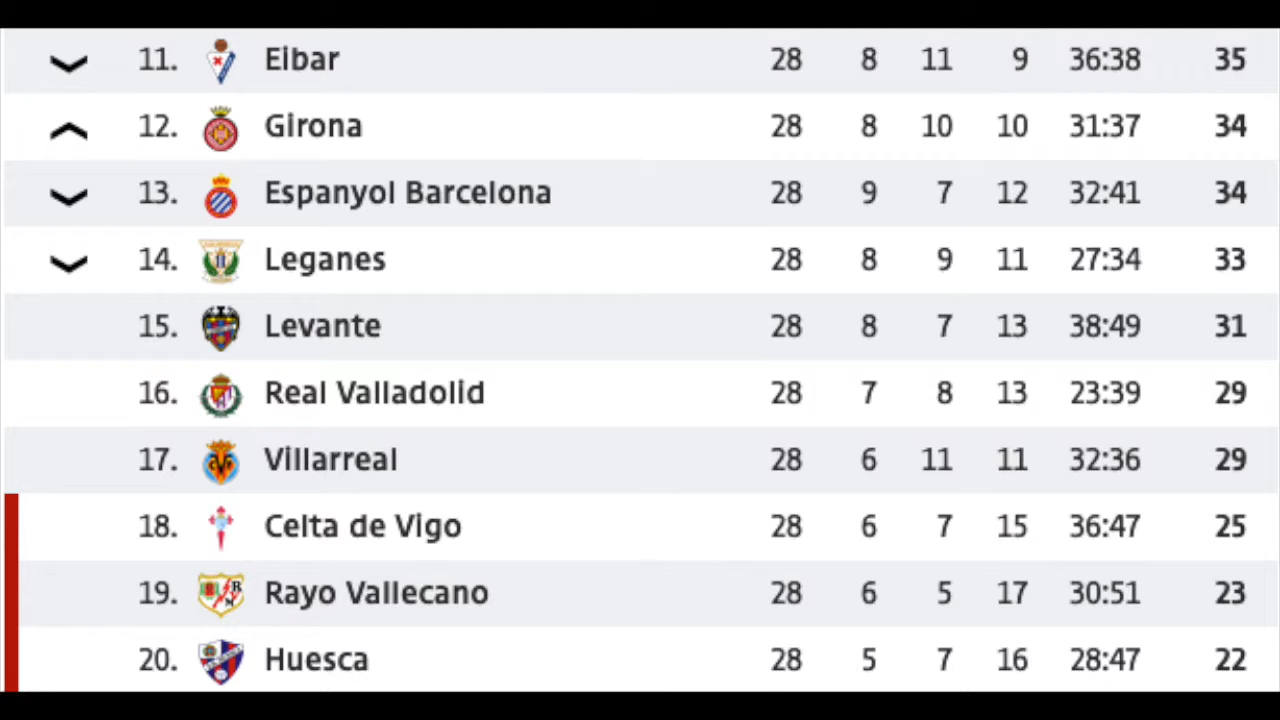 11. Eibar 28 8 11 9 36:38 35
12. Girona 28 8 10 10 31:37 34
13. Espanyol Barcelona 28 9 7 12 32:41 34
14. Leganes 28 8 9 11 27:34 33
15. Levante 28 8 7 13 38:49 31
16. Real Valladolid 28 7 8 13 23:39 29
17. Villarreal 28 6 11 11 32:36 29
18. Celta de Vigo 28 6 7 15 36:47 25
19. Rayo Vallecano 28 6 5 17 30:51 23
20. Huesca 28 5 7 16 28:47 22